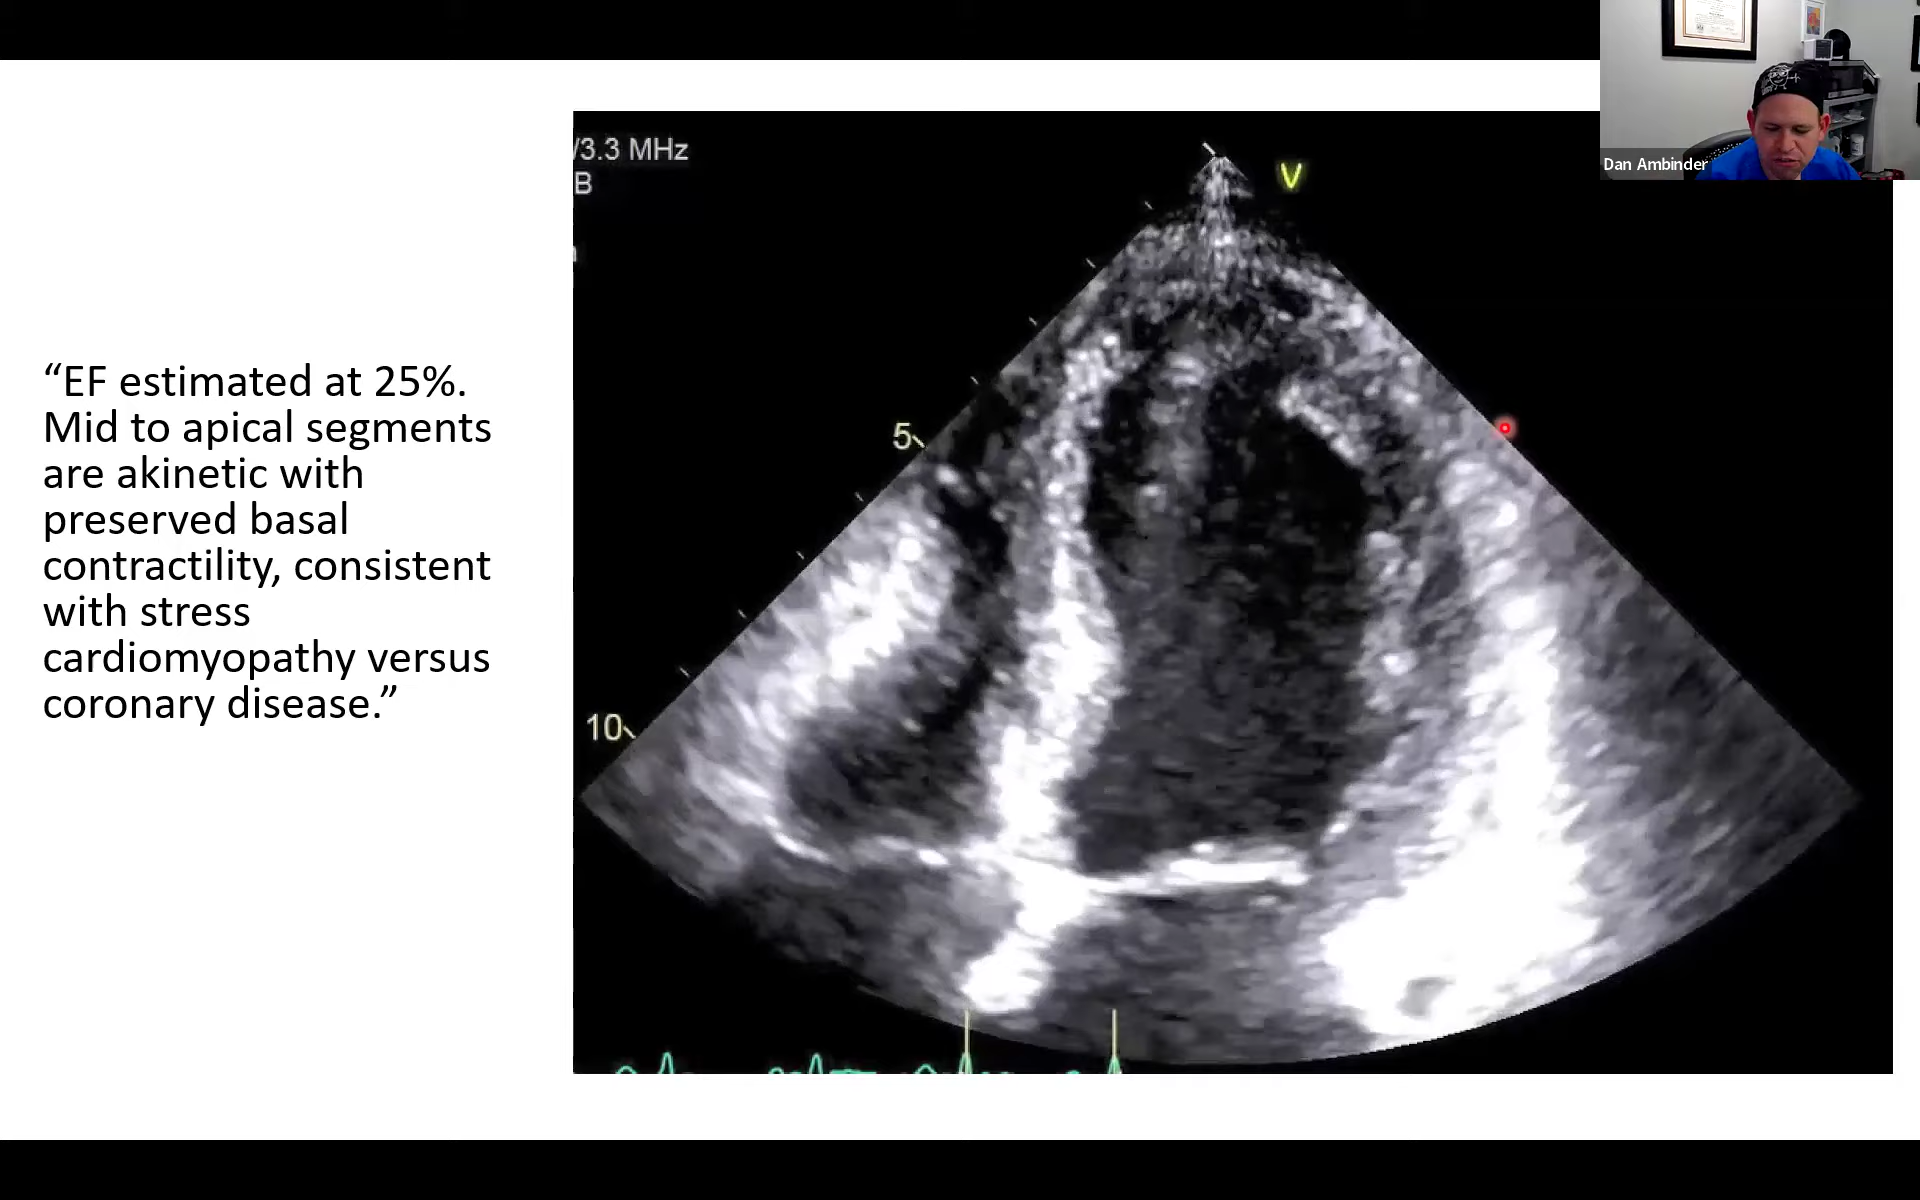 /3.3 MHz
B
V
Dan Ambinder
5
10
“EF estimated at 25%.
Mid to apical segments
are akinetic with
preserved basal
contractility, consistent
with stress
cardiomyopathy versus
coronary disease.”